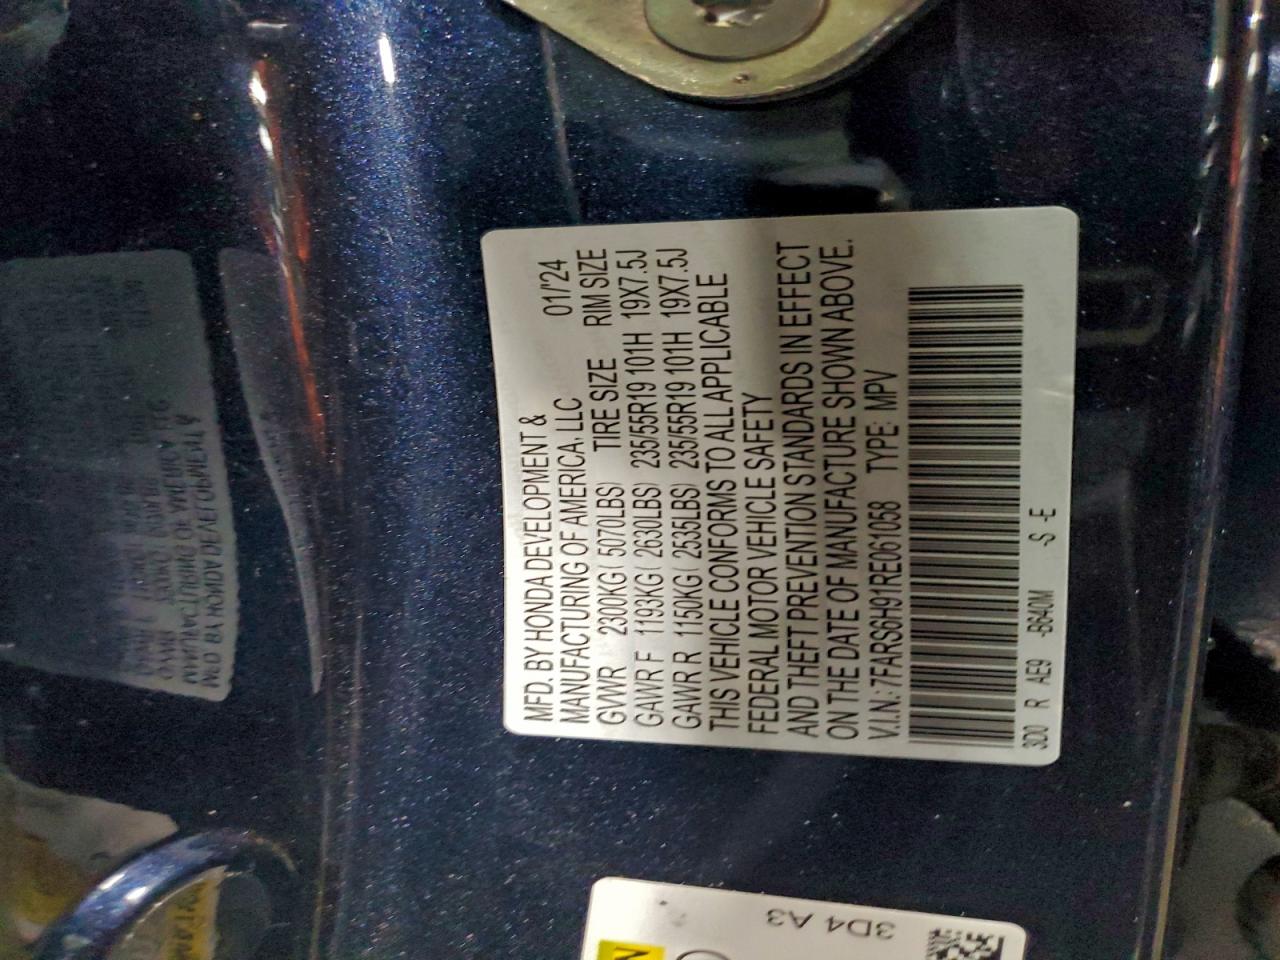 MFD. BY HONDA DEVELOPMENT &
MANUFACTURING OF AMERICA, LLC 01/'24
GVWR 2300KG ( 5070LBS) TIRE SIZE RIM SIZE
GAWR F 1193KG ( 2630LBS) 235/55R19 101H 19X7.5J
GAWR R 1150KG ( 2535LBS) 235/55R19 101H 19X7.5J
THIS VEHICLE CONFORMS TO ALL APPLICABLE
FEDERAL MOTOR VEHICLE SAFETY
AND THEFT PREVENTION STANDARDS IN EFFECT
ON THE DATE OF MANUFACTURE SHOWN ABOVE.
V.I.N.: 7FARS6H91RE061058 TYPE: MPV
3D0 R AE9 -B640M -S -E
3D4 A3